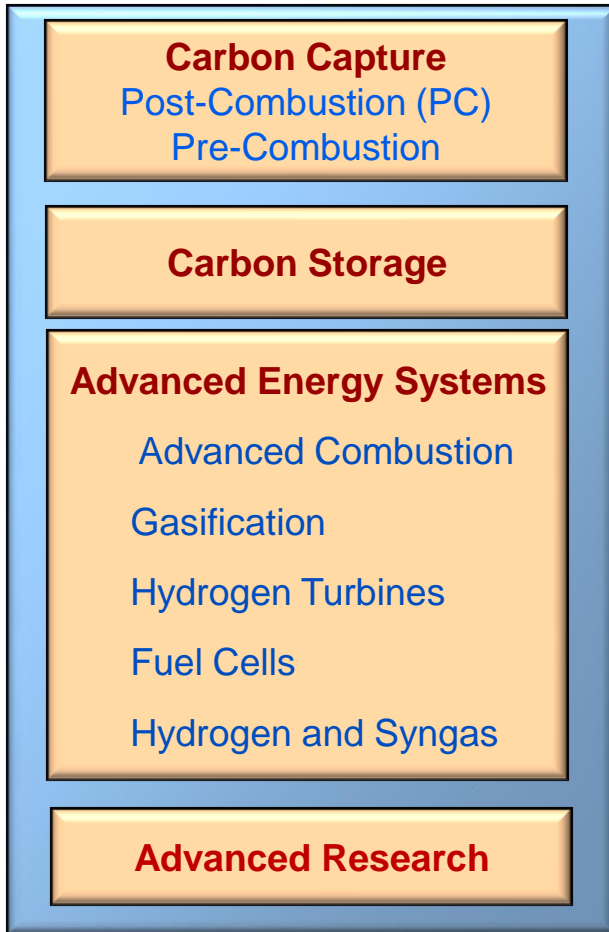 Carbon Capture
Post-Combustion (PC)
Pre-Combustion
Carbon Storage
Advanced Energy Systems
Advanced Combustion
Gasification
Hydrogen Turbines
Fuel Cells
Hydrogen and Syngas
Advanced Research